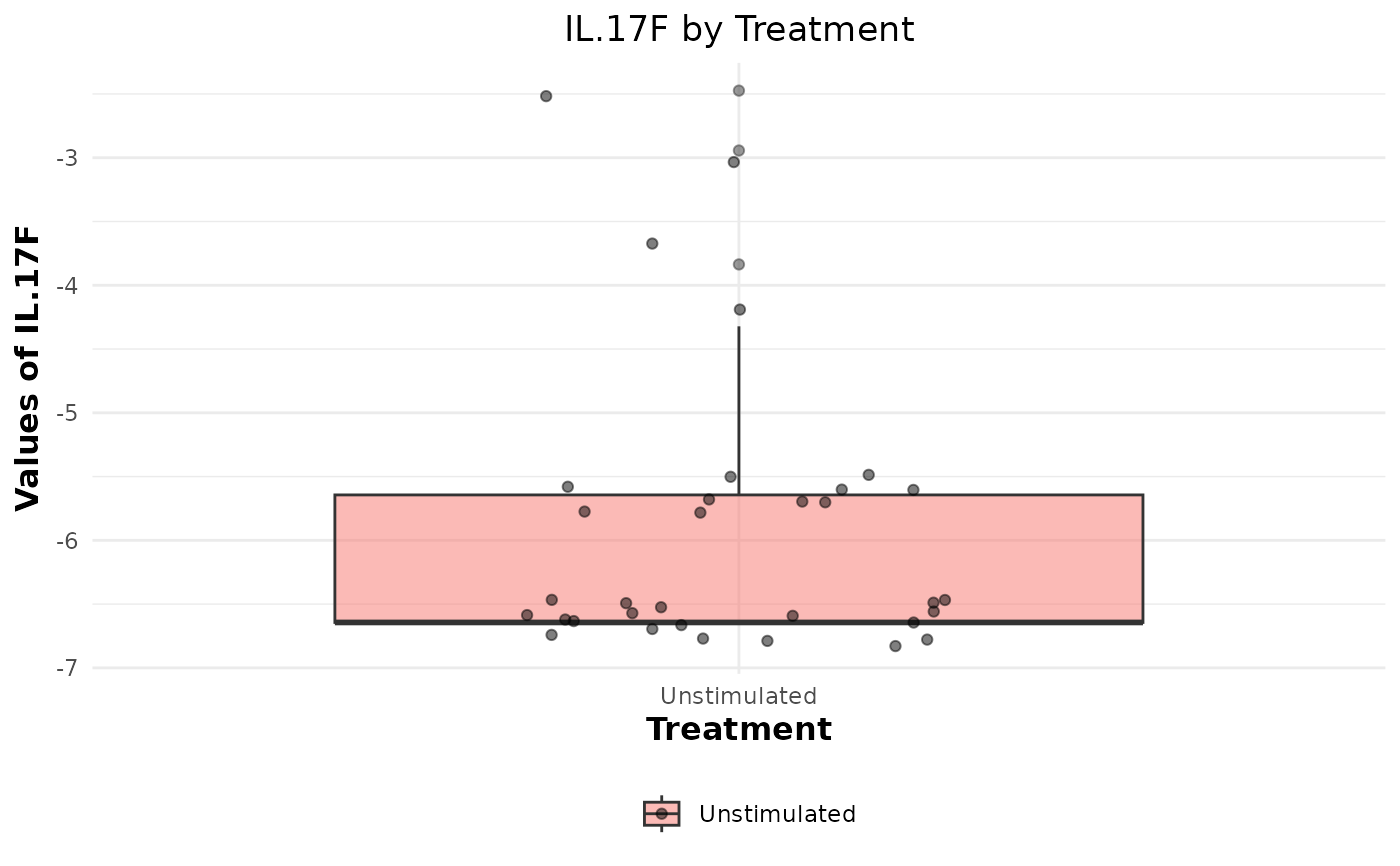 IL.17F by Treatment
Values of IL.17F
-3
-4
-5
-6
-7
Unstimulated
Treatment
Unstimulated